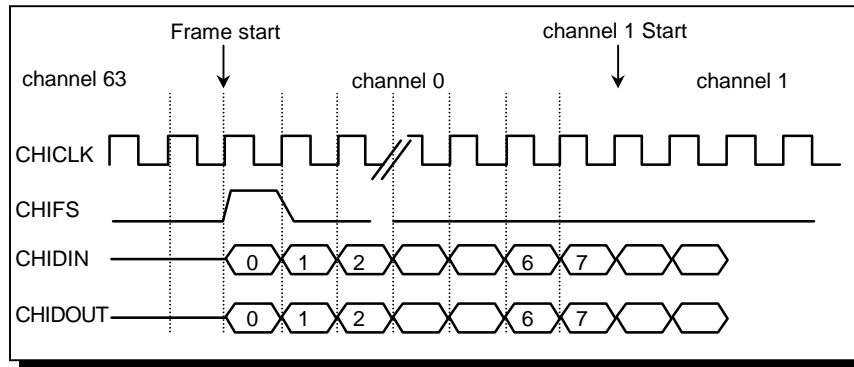 Frame start
channel 1 Start
channel 63
channel 0
channel 1
CHICLK
CHIFS
CHIDIN
0 1 2 6 7
CHIDOUT
0 1 2 6 7